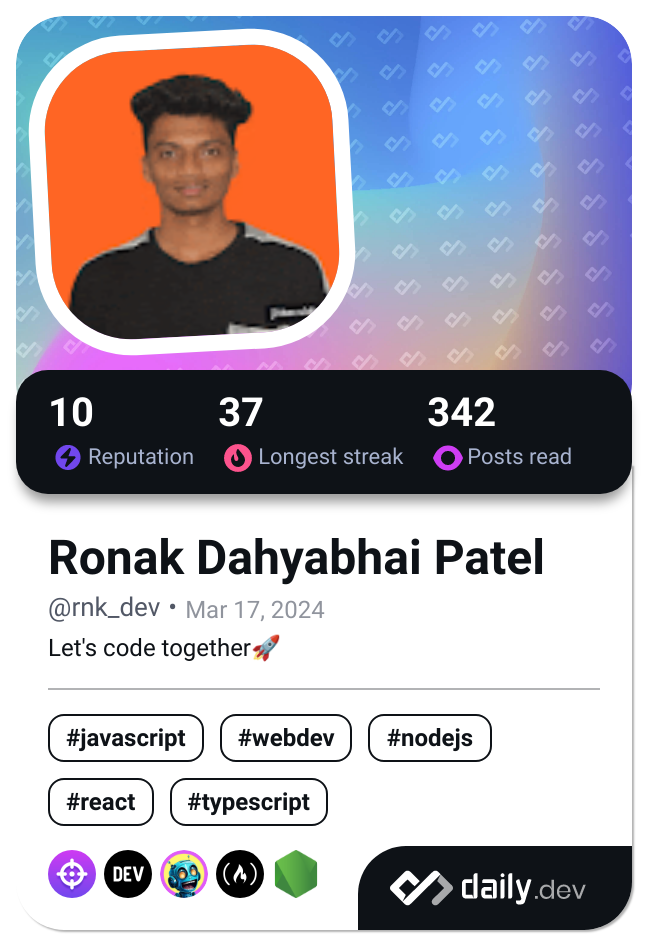 10 37 342
Reputation Longest streak Posts read
Ronak Dahyabhai Patel
@rnk_dev • Mar 17, 2024
Let's code together🚀
#javascript #webdev #nodejs
#react #typescript
DEV
daily.dev